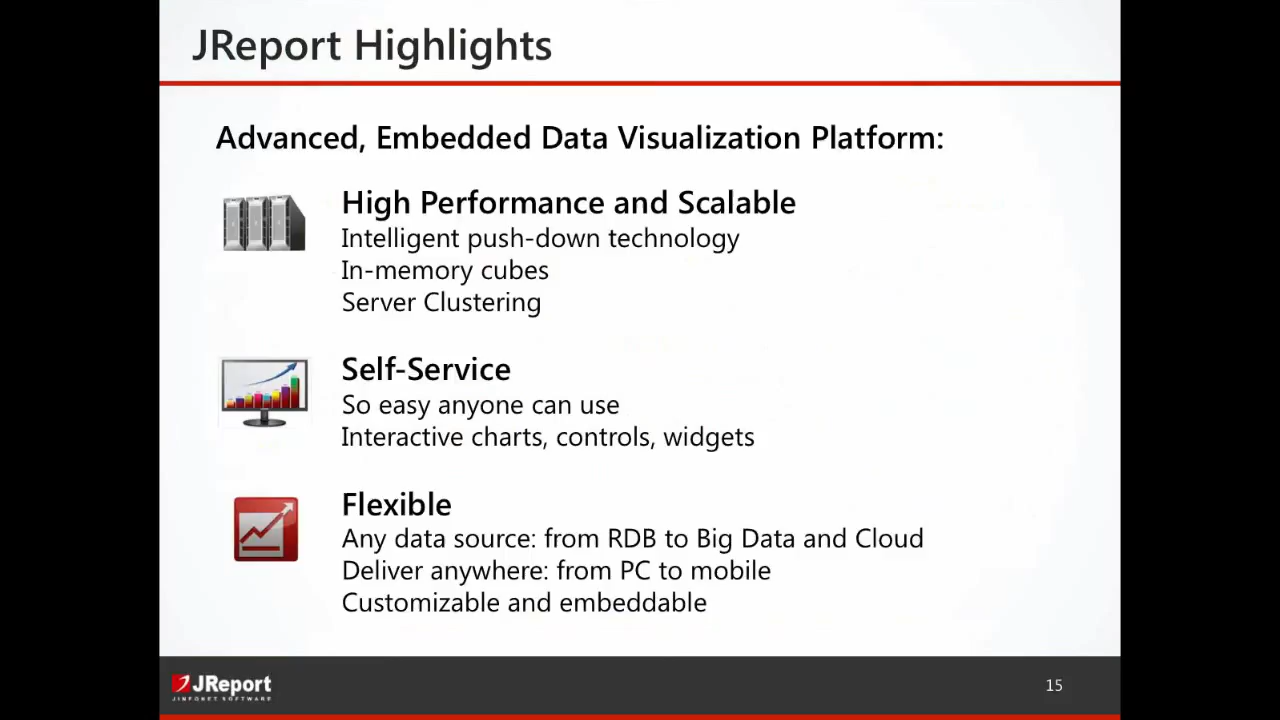 JReport Highlights
Advanced, Embedded Data Visualization Platform:
High Performance and Scalable
Intelligent push-down technology
In-memory cubes
Server Clustering
Self-Service
So easy anyone can use
Interactive charts, controls, widgets
Flexible
Any data source: from RDB to Big Data and Cloud
Deliver anywhere: from PC to mobile
Customizable and embeddable
JReport
JINFONET SOFTWARE
15